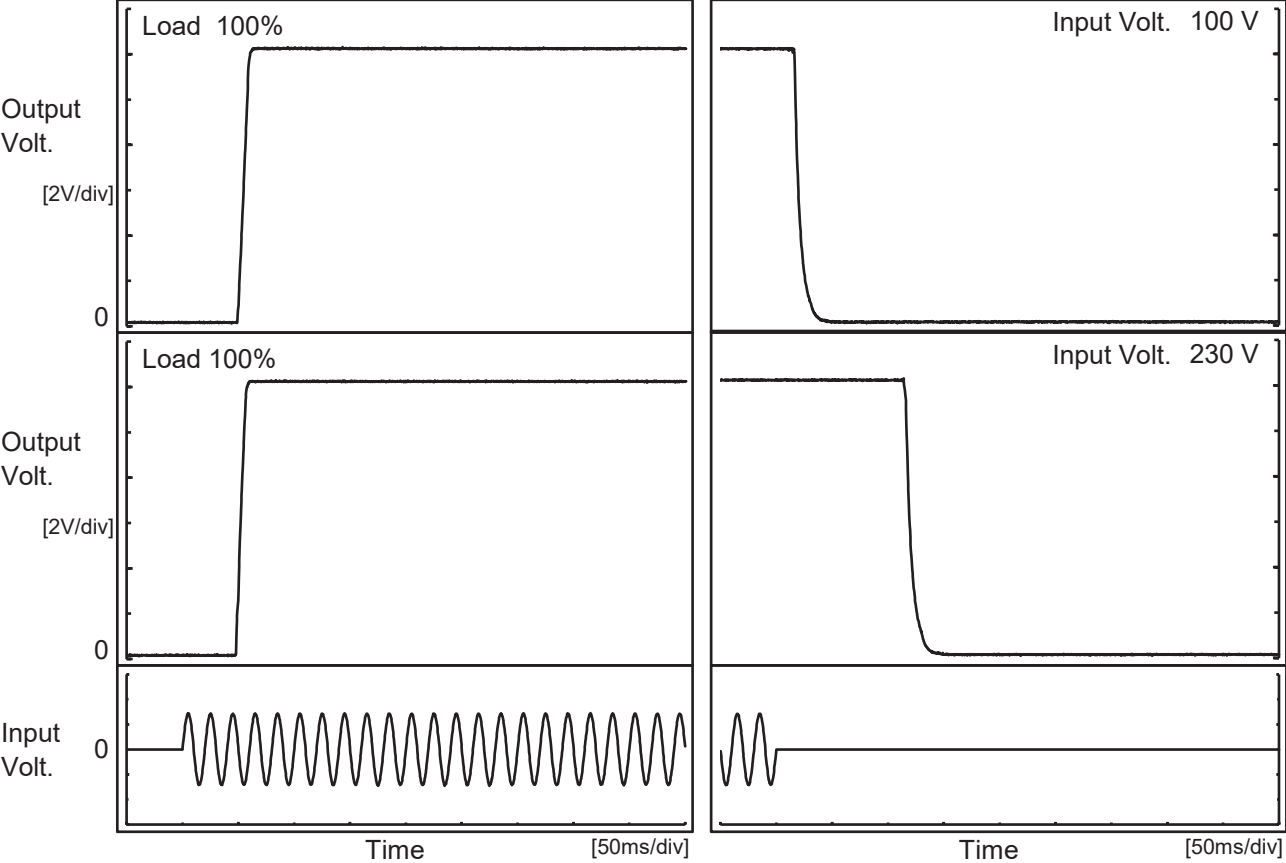 Load 100%
Input Volt. 100 V
Output
Volt.
[2V/div]
0
Load 100%
Input Volt. 230 V
Output
Volt.
[2V/div]
0
Input
Volt.
0
Time
[50ms/div]
Time
[50ms/div]